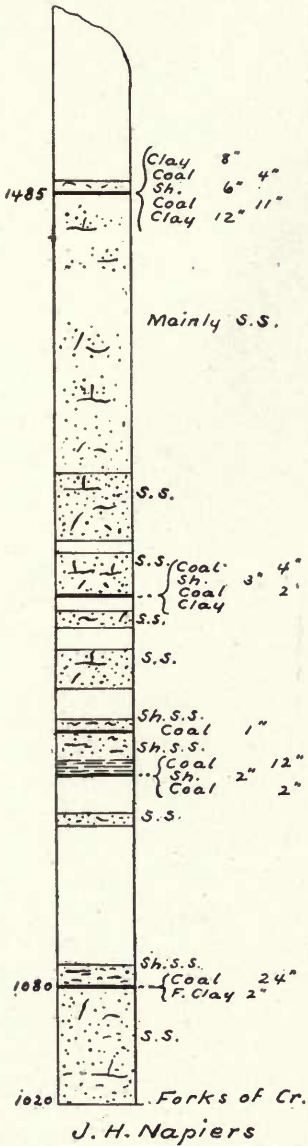 Clay 8"
Coal 4"
1485 Sh. 6"
Coal 11"
Clay 12"
Mainly S.S.
S.S.
S.S. Coal 4"
Sh. 3"
Coal 2"
Clay
S.S.
S.S.
Sh.S.S.
Coal 1"
Sh.S.S.
Coal 12"
Sh. 2"
Coal 2"
S.S.
Sh.S.S.
1080 Coal 24"
F. Clay 2"
S.S.
1020 Forks of Cr.
J. H. Napiers